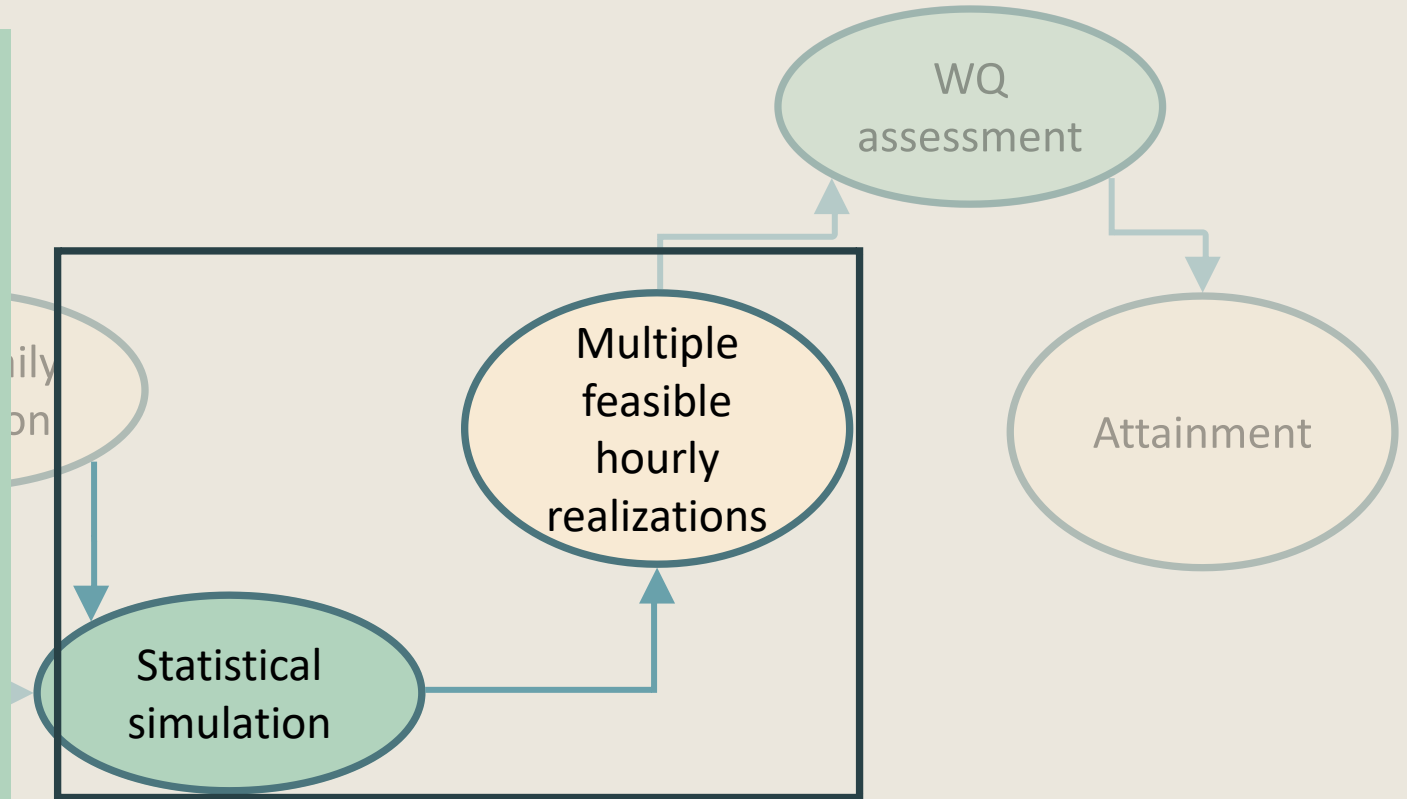 WQ
assessment
Multiple
feasible
hourly
realizations
Attainment
Statistical
simulation